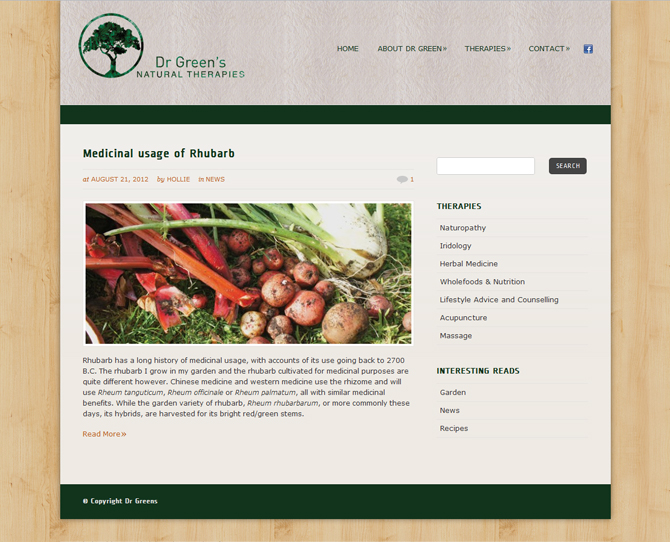 Dr Green's
NATURAL THERAPIES
HOME ABOUT DR GREEN» THERAPIES» CONTACT» f
Medicinal usage of Rhubarb
at AUGUST 21, 2012 by HOLLIE in NEWS 1
Rhubarb has a long history of medicinal usage, with accounts of its use going back to 2700
B.C. The rhubarb I grow in my garden and the rhubarb cultivated for medicinal purposes are
quite different however. Chinese medicine and western medicine use the rhizome and will
use Rheum tanguticum, Rheum officinale or Rheum palmatum, all with similar medicinal
benefits. While the garden variety of rhubarb, Rheum rhubarbarum, or more commonly these
days, its hybrids, are harvested for its bright red/green stems.
Read More»
SEARCH
THERAPIES
Naturopathy
Iridology
Herbal Medicine
Wholefoods & Nutrition
Lifestyle Advice and Counselling
Acupuncture
Massage
INTERESTING READS
Garden
News
Recipes
© Copyright Dr Greens